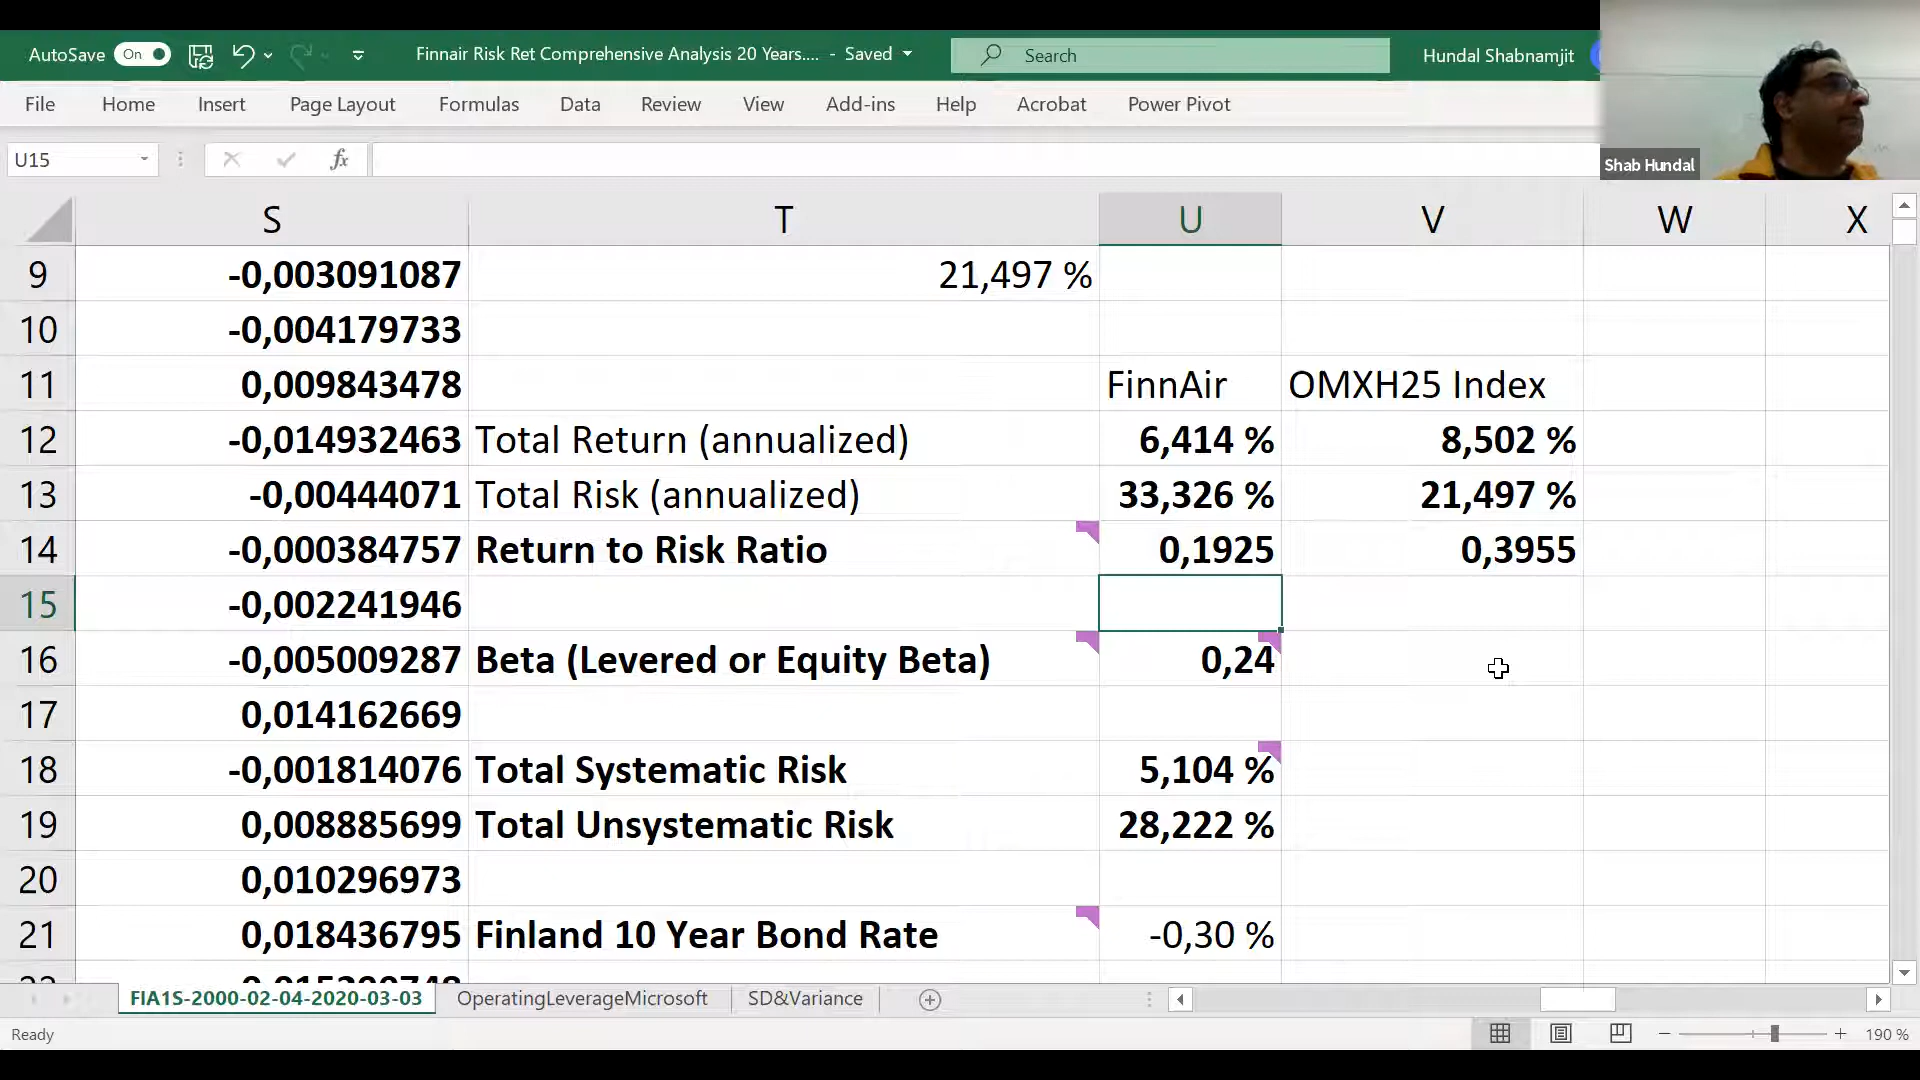 AutoSave On Finnair Risk Ret Comprehensive Analysis 20 Years.... - Saved Search Hundal Shabnamjit
File Home Insert Page Layout Formulas Data Review View Add-ins Help Acrobat Power Pivot
U15 fx
Shab Hundal
S T U V W X
9 -0,003091087 21,497 %
10 -0,004179733
11 0,009843478 FinnAir OMXH25 Index
12 -0,014932463 Total Return (annualized) 6,414 % 8,502 %
13 -0,00444071 Total Risk (annualized) 33,326 % 21,497 %
14 -0,000384757 Return to Risk Ratio 0,1925 0,3955
15 -0,002241946
16 -0,005009287 Beta (Levered or Equity Beta) 0,24
17 0,014162669
18 -0,001814076 Total Systematic Risk 5,104 %
19 0,008885699 Total Unsystematic Risk 28,222 %
20 0,010296973
21 0,018436795 Finland 10 Year Bond Rate -0,30 %
FIA1S-2000-02-04-2020-03-03 OperatingLeverageMicrosoft SD&Variance
Ready 190 %